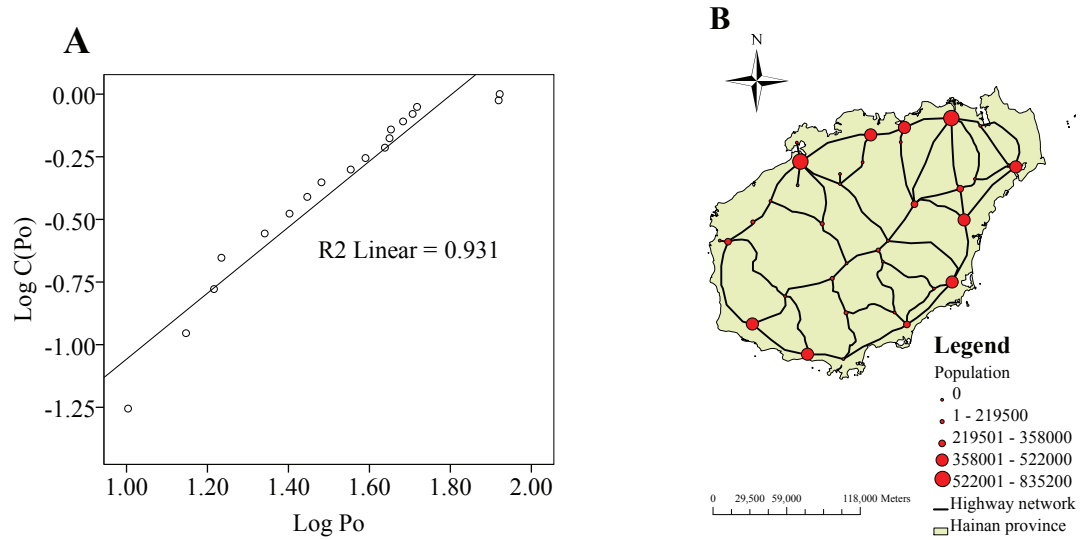 A
0.00
-0.25
-0.50
-0.75
-1.00
-1.25
Log C(Po)
R2 Linear = 0.931
1.00 1.20 1.40 1.60 1.80 2.00
Log Po
B
N
Legend
Population
0
1 - 219500
219501 - 358000
358001 - 522000
522001 - 835200
Highway network
Hainan province
0 29,500 59,000 118,000 Meters